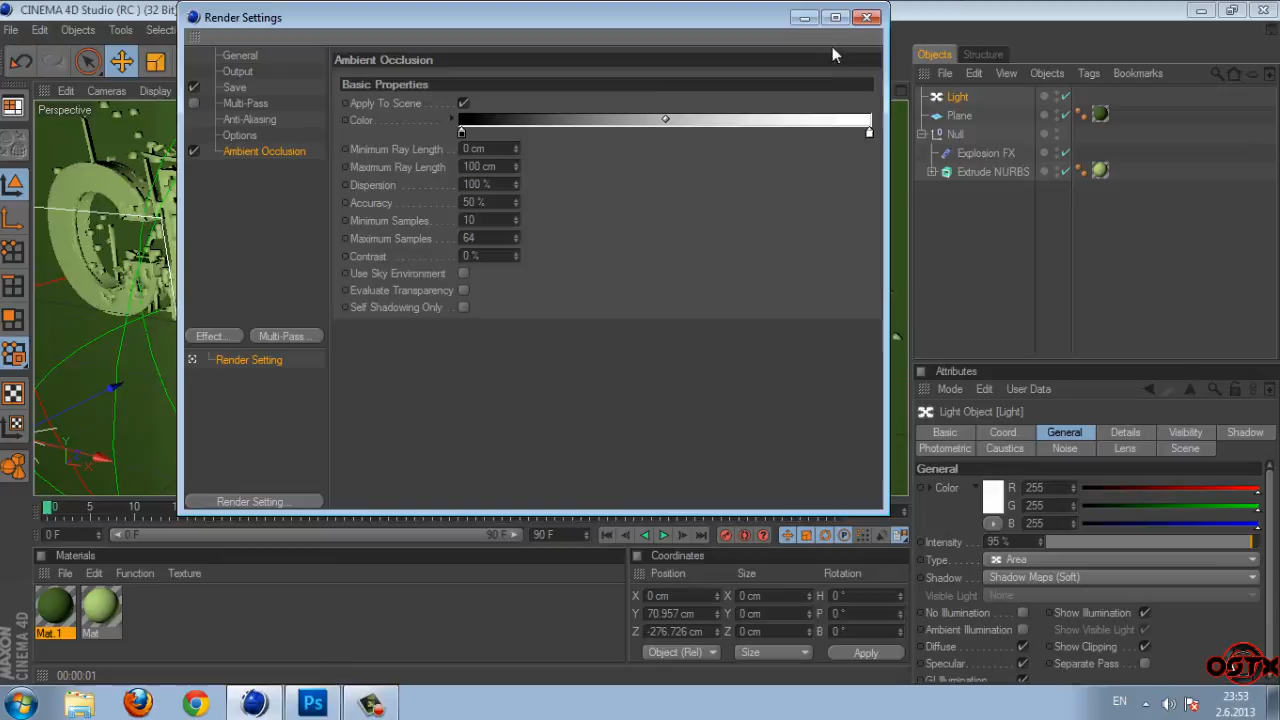 CINEMA 4D Studio (RC ) (32 Bit)
Render Settings
File Edit Objects Tools
General
Output
Save
Multi-Pass
Anti-Aliasing
Options
Ambient Occlusion
Effect...
Multi-Pass ...
Render Setting
Render Setting...
Ambient Occlusion
Basic Properties
Apply To Scene
Color
Minimum Ray Length 0 cm
Maximum Ray Length 100 cm
Dispersion 100 %
Accuracy 50 %
Minimum Samples 10
Maximum Samples 64
Contrast 0 %
Use Sky Environment
Evaluate Transparency
Self Shadowing Only
Edit Cameras Display
Perspective
Y
X
Objects Structure
File Edit View Objects Tags Bookmarks
Light
Plane
Null
Explosion FX
Extrude NURBS
Attributes
Mode Edit User Data
Light Object [Light]
Basic Coord. General Details Visibility Shadow
Photometric Caustics Noise Lens Scene
General
Color R 255
G 255
B 255
Intensity 95 %
Type Area
Shadow Shadow Maps (Soft)
Visible Light None
No Illumination Show Illumination
Ambient Illumination Show Visible Light
Diffuse Show Clipping
Specular Separate Pass
GI Illumination
0 5 10 15
0 F 0 F 90 F 90 F
Materials
File Edit Function Texture
Mat.1 Mat
MAXON CINEMA 4D
Coordinates
Position Size Rotation
X 0 cm X 0 cm H 0 °
Y 70.957 cm Y 0 cm P 0 °
Z -276.726 cm Z 0 cm B 0 °
Object (Rel) Size Apply
00:00:01
OGTX
Ps
EN
23:53
2.6.2013